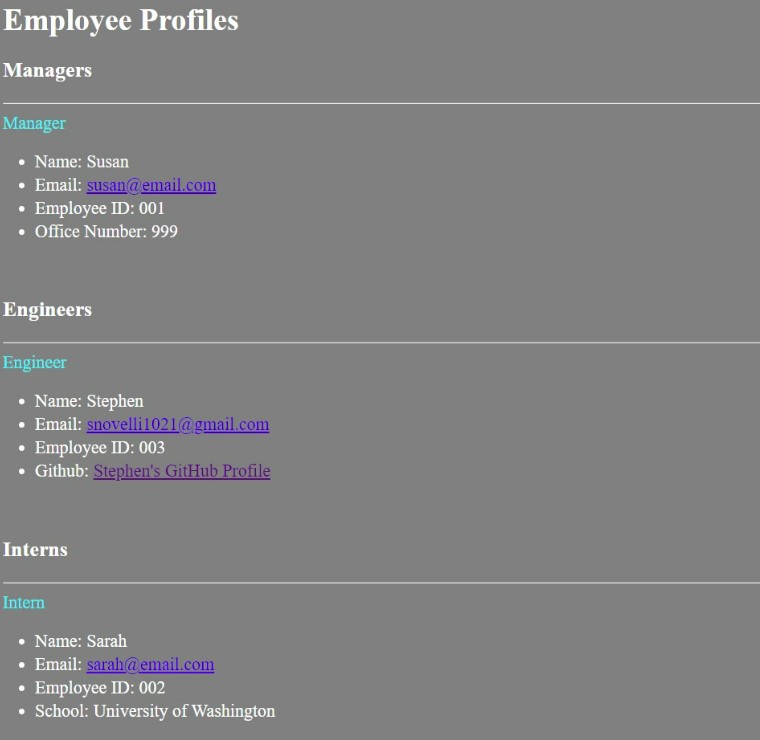 Employee Profiles
Managers
Manager
Name: Susan
Email: susan@email.com
Employee ID: 001
Office Number: 999
Engineers
Engineer
Name: Stephen
Email: snovelli1021@gmail.com
Employee ID: 003
Github: Stephen's GitHub Profile
Interns
Intern
Name: Sarah
Email: sarah@email.com
Employee ID: 002
School: University of Washington